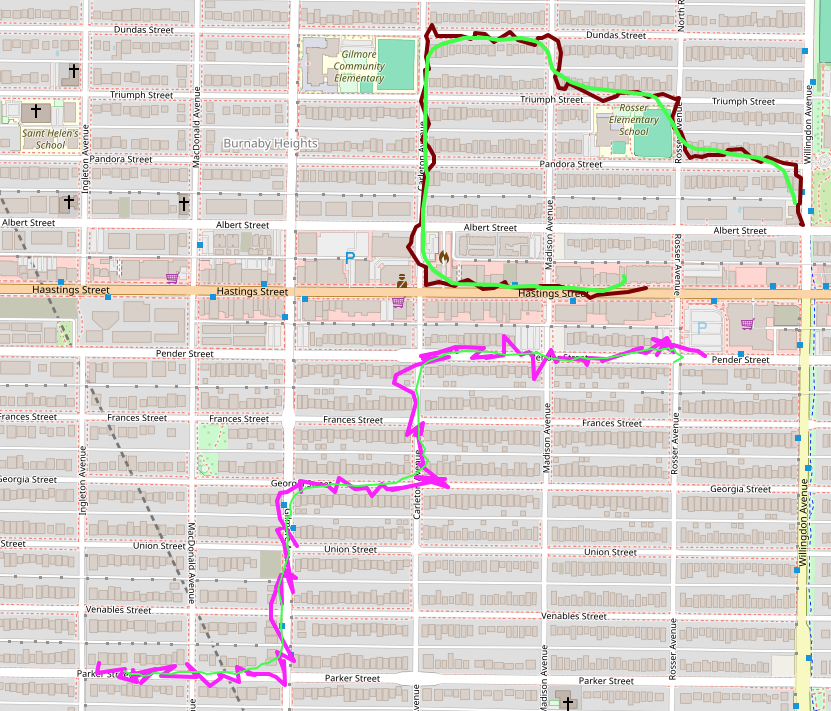 Dundas Street
Dundas Street
North R
Gilmore
Community
Elementary
Triumph Street
Triumph Street
Triumph Street
Rosser
Elementary
School
Saint Helen's
School
Ingleton Avenue
MacDonald Avenue
Burnaby Heights
Carleton Avenue
Rosser Avenue
Willingdon Avenue
Pandora Street
Pandora Street
Albert Street
Albert Street
Albert Street
Albert Street
P
Madison Avenue
Rosser Avenue
Hastings Street
Hastings Street
Hastings Street
P
Pender Street
Pender Street
Pender Street
Frances Street
Frances Street
Frances Street
Frances Street
Frances Street
Madison Avenue
Rosser Avenue
Georgia Street
Georgia Street
Georgia Street
Ingleton Avenue
Carleton Avenue
Willingdon Avenue
MacDonald Avenue
Street
Union Street
Union Street
Union Street
Venables Street
Venables Street
Parker Street
Parker Street
Parker Street
Madison Avenue
Rosser Avenue
Avenue